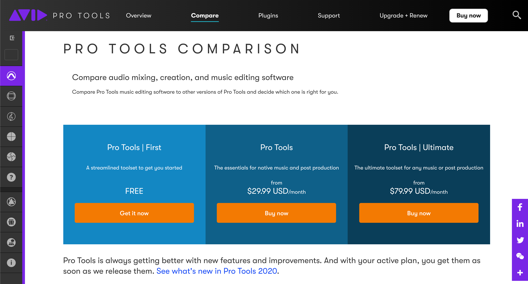 AVID PRO TOOLS Overview Compare Plugins Support Upgrade + Renew Buy now
PRO TOOLS COMPARISON
Compare audio mixing, creation, and music editing software
Compare Pro Tools music editing software to other versions of Pro Tools and decide which one is right for you.
Pro Tools | First
A streamlined toolset to get you started
FREE
Get it now
Pro Tools
The essentials for native music and post production
from
$29.99 USD/month
Buy now
Pro Tools | Ultimate
The ultimate toolset for any music or post production
from
$79.99 USD/month
Buy now
Pro Tools is always getting better with new features and improvements. And with your active plan, you get them as
soon as we release them. See what's new in Pro Tools 2020.